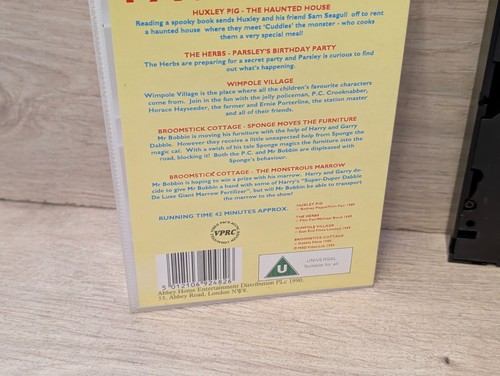 HUXLEY PIG - THE HAUNTED HOUSE
Reading a spooky book sends Huxley and his friend Sam Seagull off to rent
a haunted house where they meet 'Cuddles' the monster - who cooks
them a very special meal!
THE HERBS - PARSLEY'S BIRTHDAY PARTY
The Herbs are preparing for a secret party and Parsley is curious to find
out what's happening.
WIMPOLE VILLAGE
Wimpole Village is the place where all the children's favourite characters
come from. Join in the fun with the jolly policeman, P.C. Crooknabber,
Horace Hayseeder, the farmer and Ernie Porterline, the station master
and all of their friends.
BROOMSTICK COTTAGE - SPONGE MOVES THE FURNITURE
Mr Bobbin is moving his furniture with the help of Harry and Garry
Dabble. However they receive a little unexpected help from Sponge the
magic cat. With a swish of his tale Sponge magics the furniture into the
road, blocking it! Both the P.C. and Mr Bobbin are displeased with
Sponge's behaviour.
BROOMSTICK COTTAGE - THE MONSTROUS MARROW
Mr Bobbin is hoping to win a prize with his marrow. Harry and Garry de-
cide to give Mr Bobbin a hand with some of Harry's "Super-Duper Dabble
De Luxe Giant Marrow Fertilizer", but will Mr Bobbin be able to transport
the marrow to the show!
RUNNING TIME 42 MINUTES APPROX.
HUXLEY PIG
THE HERBS
WIMPOLE VILLAGE
BROOMSTICK COTTAGE
VPRC
U
UNIVERSAL
Suitable for all
5 012106 924826
Abbey Home Entertainment Distribution PLc 1990.
35, Abbey Road, London NW8.